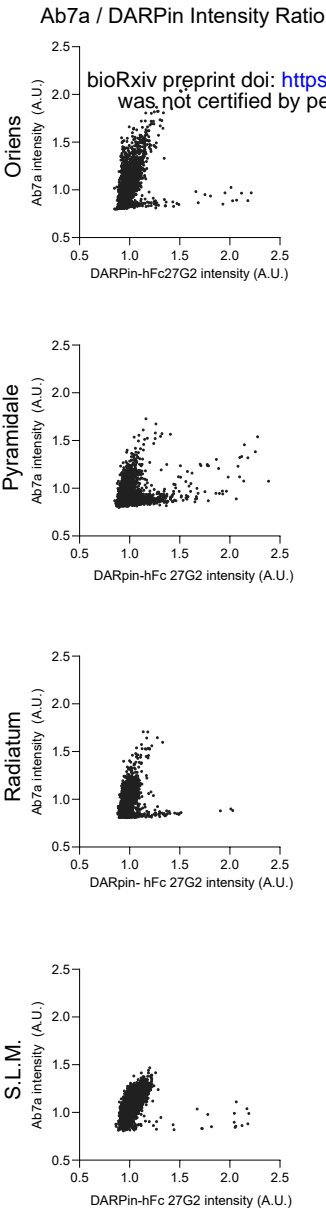 Ab7a / DARPin Intensity Ratio
bioRxiv preprint doi: https
was not certified by pe
Oriens
Ab7a intensity (A.U.)
2.5
2.0
1.5
1.0
0.5
0.5 1.0 1.5 2.0 2.5
DARPin-hFc27G2 intensity (A.U.)
Pyramidale
Ab7a intensity (A.U.)
2.5
2.0
1.5
1.0
0.5
0.5 1.0 1.5 2.0 2.5
DARpin-hFc 27G2 intensity (A.U.)
Radiatum
Ab7a intensity (A.U.)
2.5
2.0
1.5
1.0
0.5
0.5 1.0 1.5 2.0 2.5
DARpin- hFc 27G2 intensity (A.U.)
S.L.M.
Ab7a intensity (A.U.)
2.5
2.0
1.5
1.0
0.5
0.5 1.0 1.5 2.0 2.5
DARPin-hFc 27G2 intensity (A.U.)